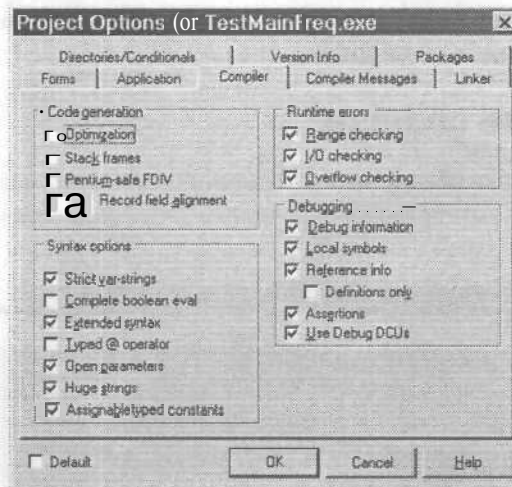 Project Options (or TestMainFreq.exe
Directories/Conditionals
Version Info
Packages
Forms
Application
Compiler
Compiler Messages
Linker
Code generation
Optimization
Stack frames
Pentium-safe FDIV
Record field alignment
Syntax options
Strict var-strings
Complete boolean eval
Extended syntax
Typed @ operator
Open parameters
Huge strings
Assignable typed constants
Runtime errors
Range checking
I/O checking
Overflow checking
Debugging
Debug information
Local symbols
Reference info
Definitions only
Assertions
Use Debug DCUs
Default
OK
Cancel
Help